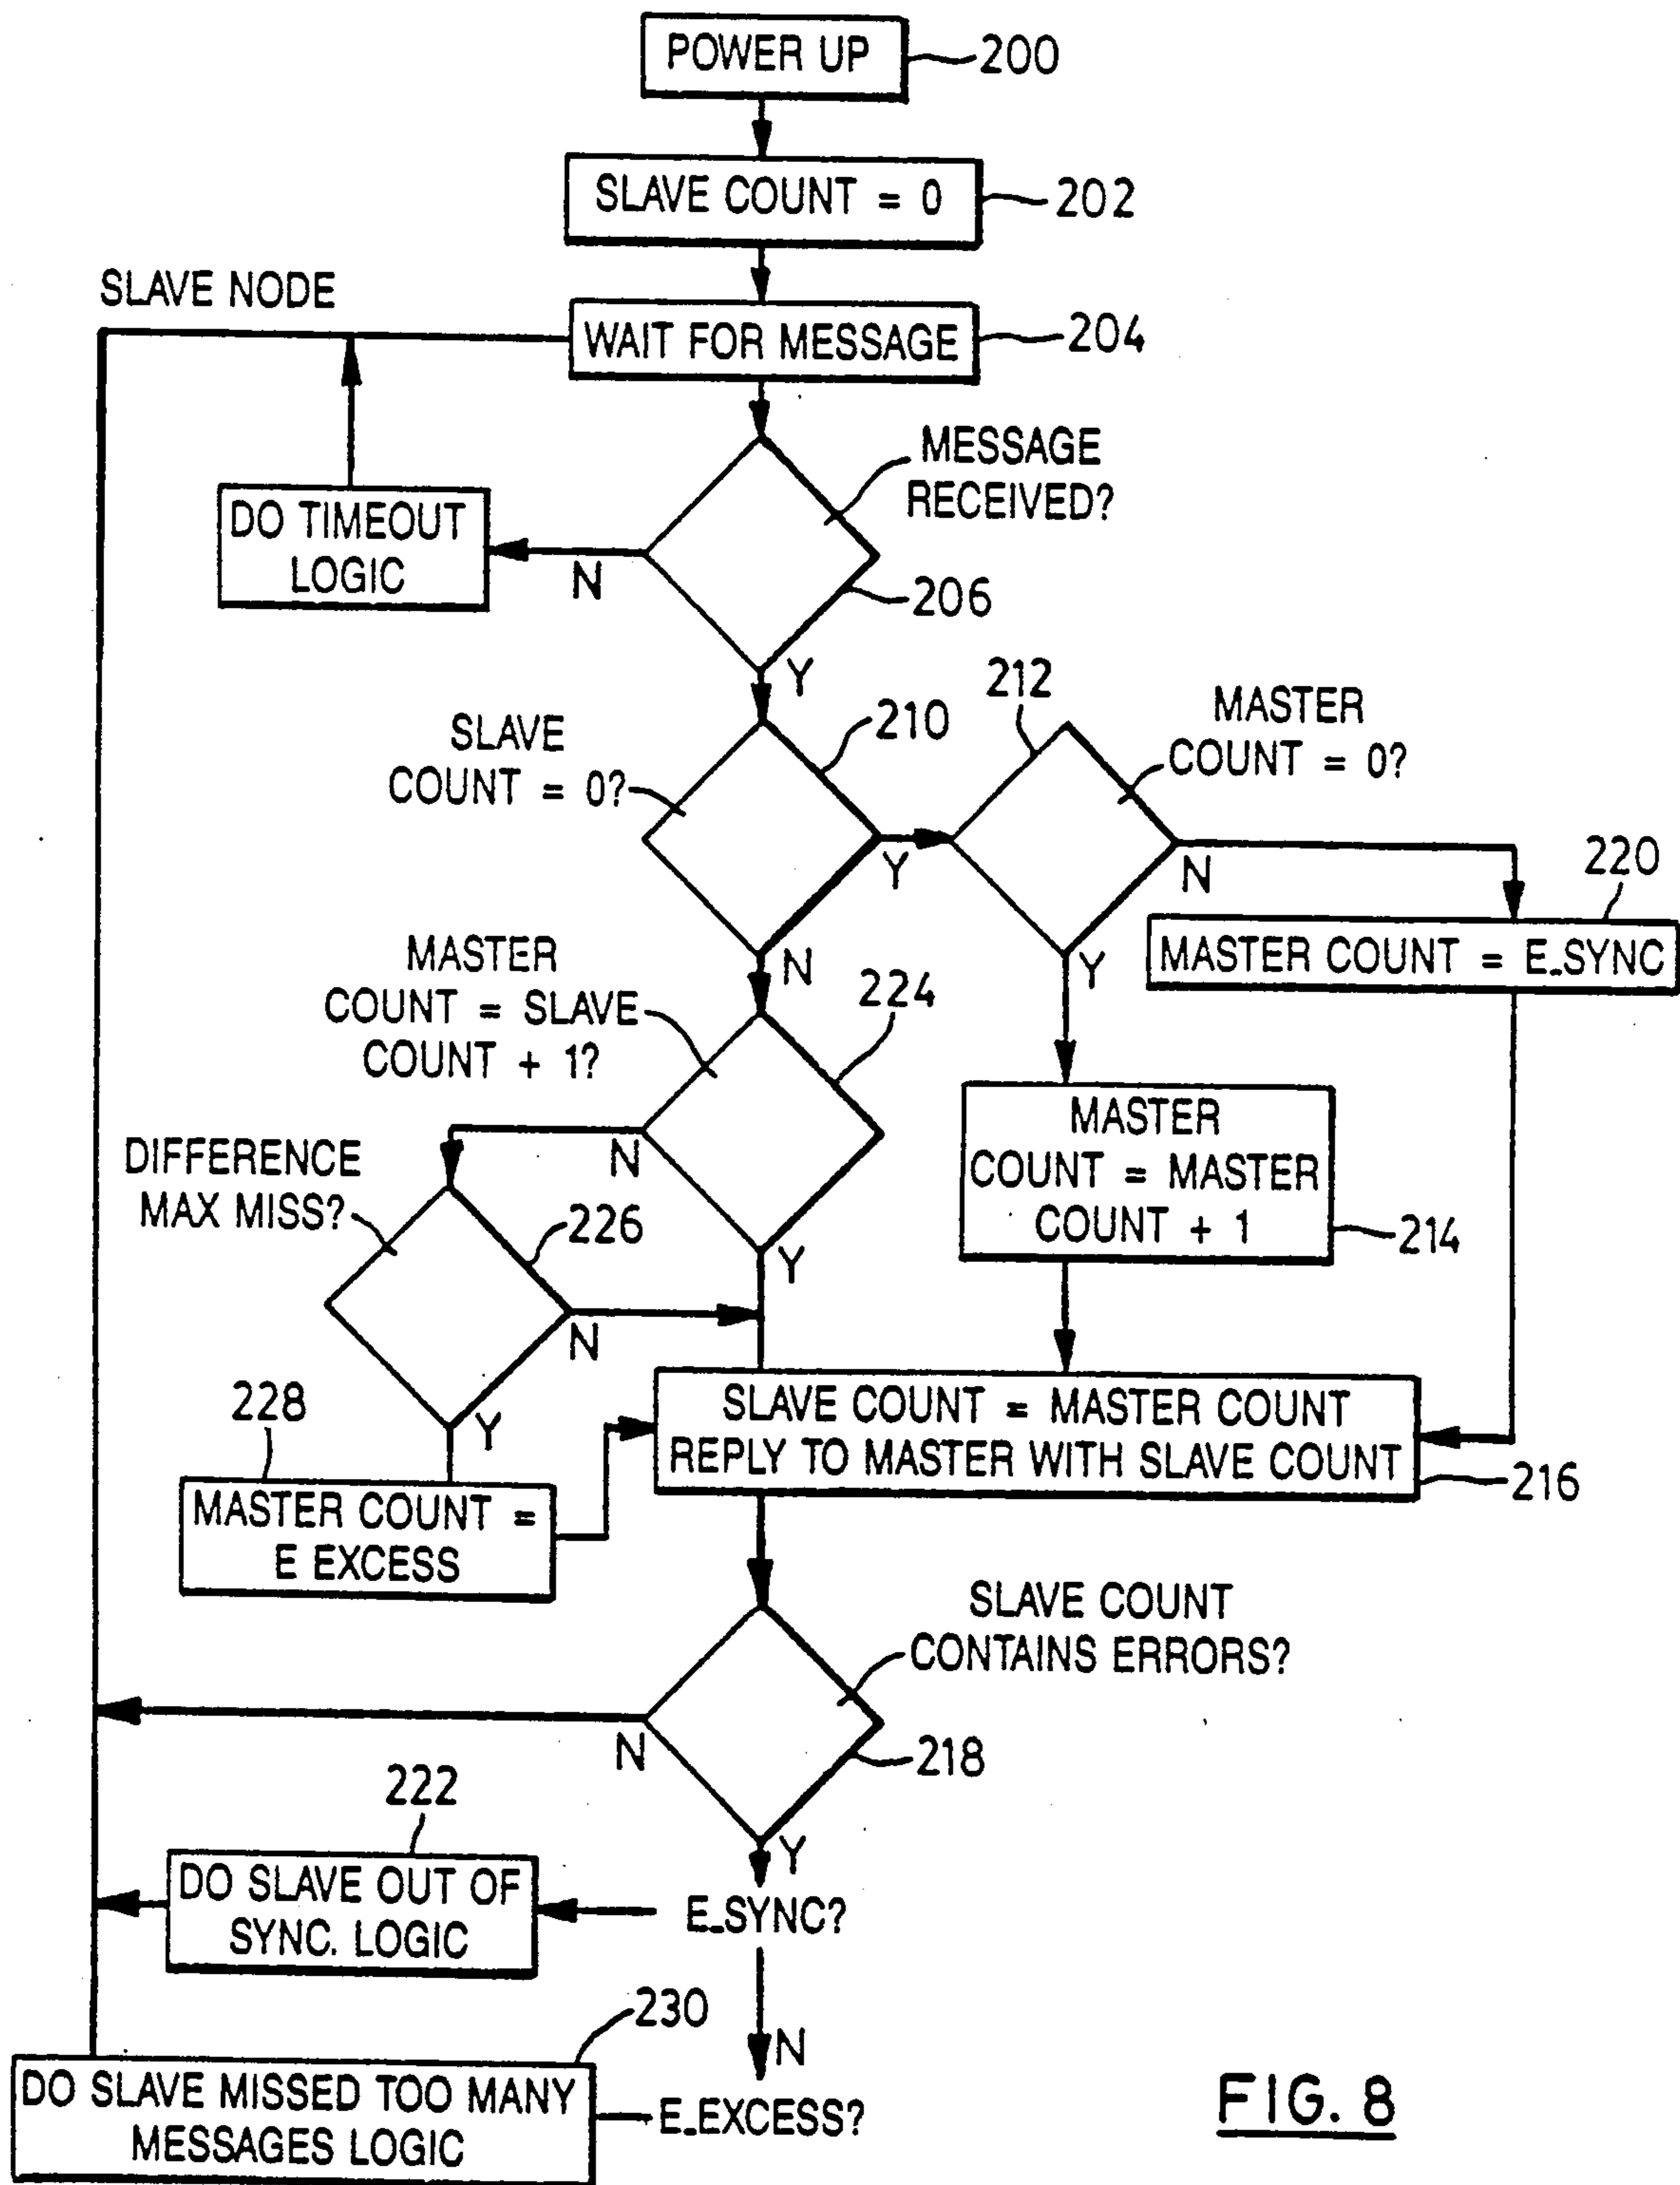 POWER UP
200
SLAVE COUNT = 0
202
SLAVE NODE
WAIT FOR MESSAGE
204
MESSAGE
RECEIVED?
DO TIMEOUT
LOGIC
N
206
Y
212
MASTER
COUNT = 0?
SLAVE
COUNT = 0?
210
Y
N
220
MASTER COUNT = E_SYNC
N
Y
MASTER
COUNT = SLAVE
COUNT + 1?
224
MASTER
COUNT = MASTER
COUNT + 1
214
N
DIFFERENCE
MAX MISS?
226
Y
N
228
Y
SLAVE COUNT = MASTER COUNT
REPLY TO MASTER WITH SLAVE COUNT
216
MASTER COUNT =
E EXCESS
SLAVE COUNT
CONTAINS ERRORS?
N
218
222
Y
DO SLAVE OUT OF
SYNC. LOGIC
E_SYNC?
230
N
DO SLAVE MISSED TOO MANY
MESSAGES LOGIC
E_EXCESS?
FIG. 8